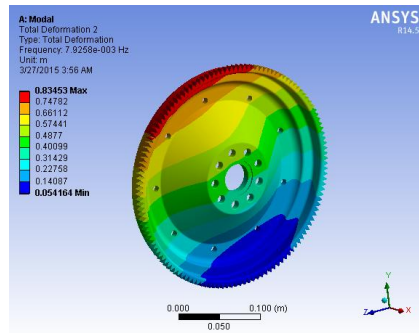 A: Modal
Total Deformation 2
Type: Total Deformation
Frequency: 7.9258e-003 Hz
Unit: m
3/27/2015 3:56 AM
0.83453 Max
0.74782
0.66112
0.57441
0.4877
0.40099
0.31429
0.22758
0.14087
0.054164 Min
ANSYS
R14.5
0.000
0.100 (m)
0.050
Y
Z
X